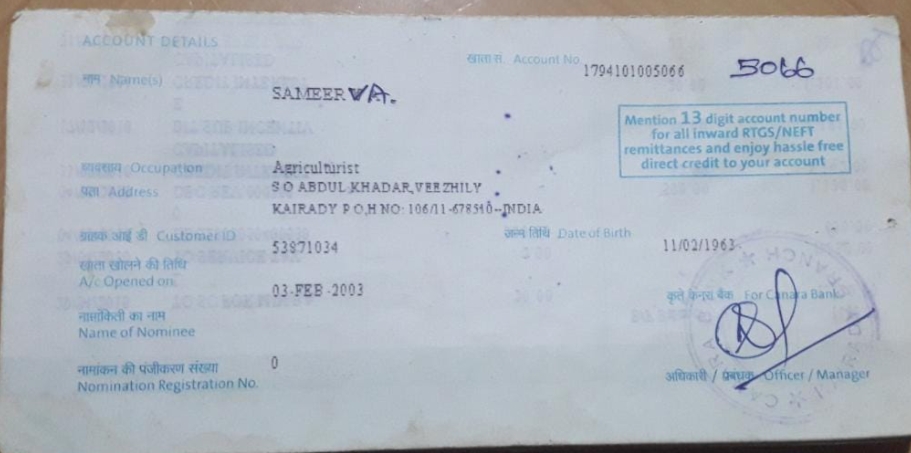 ACCOUNT DETAILS
खाता सं. Account No 1794101005066 5066
नाम Name(s) SAMEER V A.
Mention 13 digit account number
for all inward RTGS/NEFT
remittances and enjoy hassle free
direct credit to your account
व्यवसाय Occupation Agriculturist
पता Address S O ABDUL KHADAR,VEEZHILY
KAIRADY P O,H NO: 106/11-678510--INDIA
ग्राहक आई डी Customer ID 53971034 जन्म तिथि Date of Birth 11/02/1963
खाता खोलने की तिथि
A/c Opened on 03-FEB-2003
कृते केनरा बैंक For Canara Bank
नामांकिती का नाम
Name of Nominee
नामांकन की पंजीकरण संख्या 0
Nomination Registration No.
अधिकारी / प्रबंधक Officer / Manager